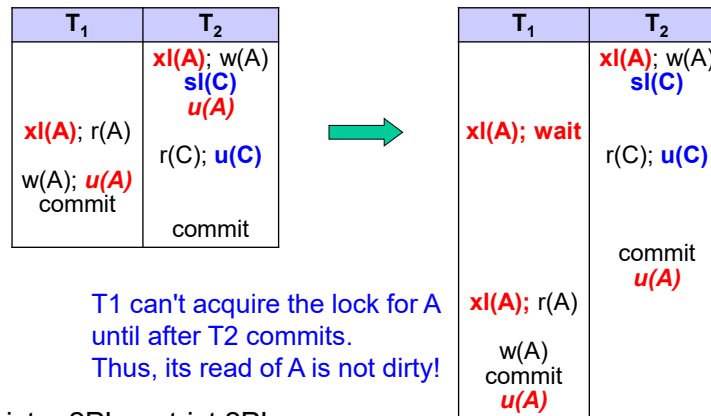 T1 T2
xl(A); w(A)
sl(C)
u(A)
xl(A); r(A)
r(C); u(C)
w(A); u(A)
commit
commit
T1 T2
xl(A); w(A)
sl(C)
xl(A); wait
r(C); u(C)
commit
u(A)
xl(A); r(A)
w(A)
commit
u(A)
T1 can't acquire the lock for A
until after T2 commits.
Thus, its read of A is not dirty!